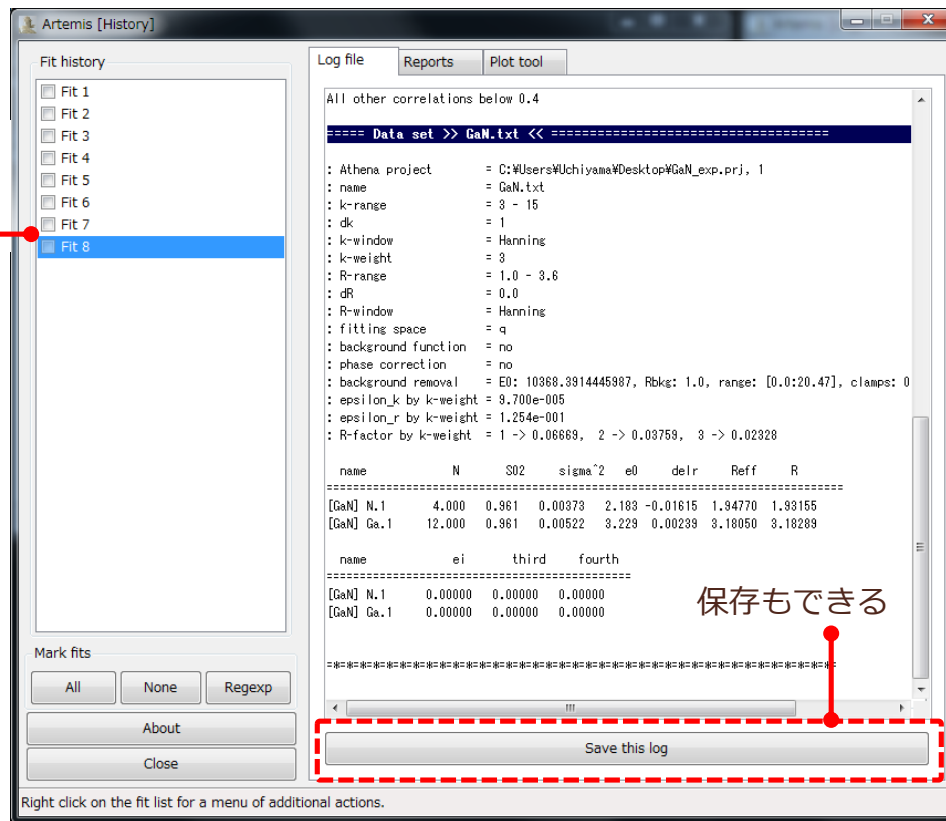 Artemis [History]
Fit history
Fit 1
Fit 2
Fit 3
Fit 4
Fit 5
Fit 6
Fit 7
Fit 8
Mark fits
All None Regexp
About
Close
Log file Reports Plot tool
All other correlations below 0.4
===== Data set >> GaN.txt << ====================================
: Athena project = C:¥Users¥Uchiyama¥Desktop¥GaN_exp.prj, 1
: name = GaN.txt
: k-range = 3 - 15
: dk = 1
: k-window = Hanning
: k-weight = 3
: R-range = 1.0 - 3.6
: dR = 0.0
: R-window = Hanning
: fitting space = q
: background function = no
: phase correction = no
: background removal = E0: 10368.3914445987, Rbkg: 1.0, range: [0.0:20.47], clamps: 0
: epsilon_k by k-weight = 9.700e-005
: epsilon_r by k-weight = 1.254e-001
: R-factor by k-weight = 1 -> 0.06669, 2 -> 0.03759, 3 -> 0.02328
name N S02 sigma^2 e0 delr Reff R
==============================================================================
[GaN] N.1 4.000 0.961 0.00373 2.183 -0.01615 1.94770 1.93155
[GaN] Ga.1 12.000 0.961 0.00522 3.229 0.00239 3.18050 3.18289
name ei third fourth
==============================================
[GaN] N.1 0.00000 0.00000 0.00000
[GaN] Ga.1 0.00000 0.00000 0.00000
保存もできる
=*=*=*=*=*=*=*=*=*=*=*=*=*=*=*=*=*=*=*=*=*=*=*=*=*=*=*=*=*=*=*=*=*=*=*=*=*=
Save this log
Right click on the fit list for a menu of additional actions.